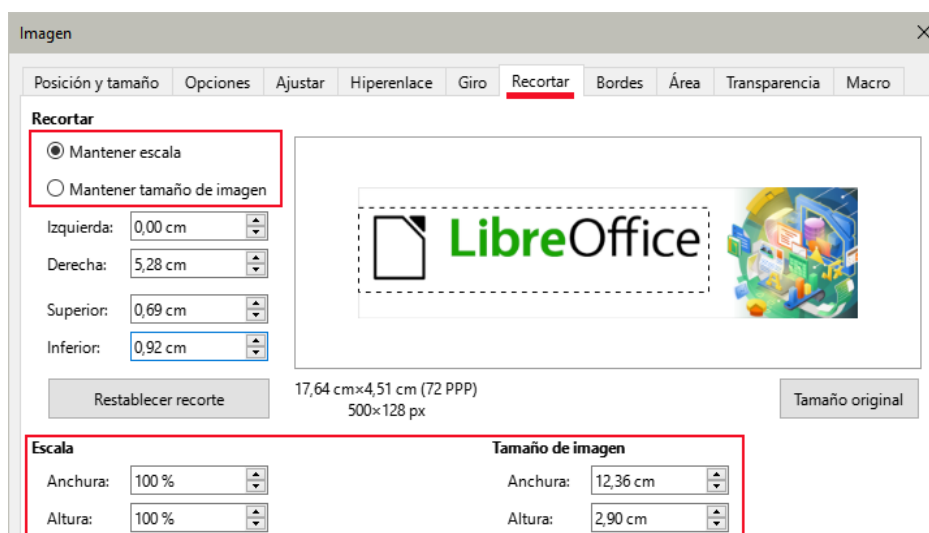 Imagen
Posición y tamaño Opciones Ajustar Hiperenlace Giro Recortar Bordes Área Transparencia Macro
Recortar
Mantener escala
Mantener tamaño de imagen
Izquierda: 0,00 cm
Derecha: 5,28 cm
Superior: 0,69 cm
Inferior: 0,92 cm
LibreOffice
Restablecer recorte
17,64 cm×4,51 cm (72 PPP)
500×128 px
Tamaño original
Escala
Anchura: 100 %
Altura: 100 %
Tamaño de imagen
Anchura: 12,36 cm
Altura: 2,90 cm